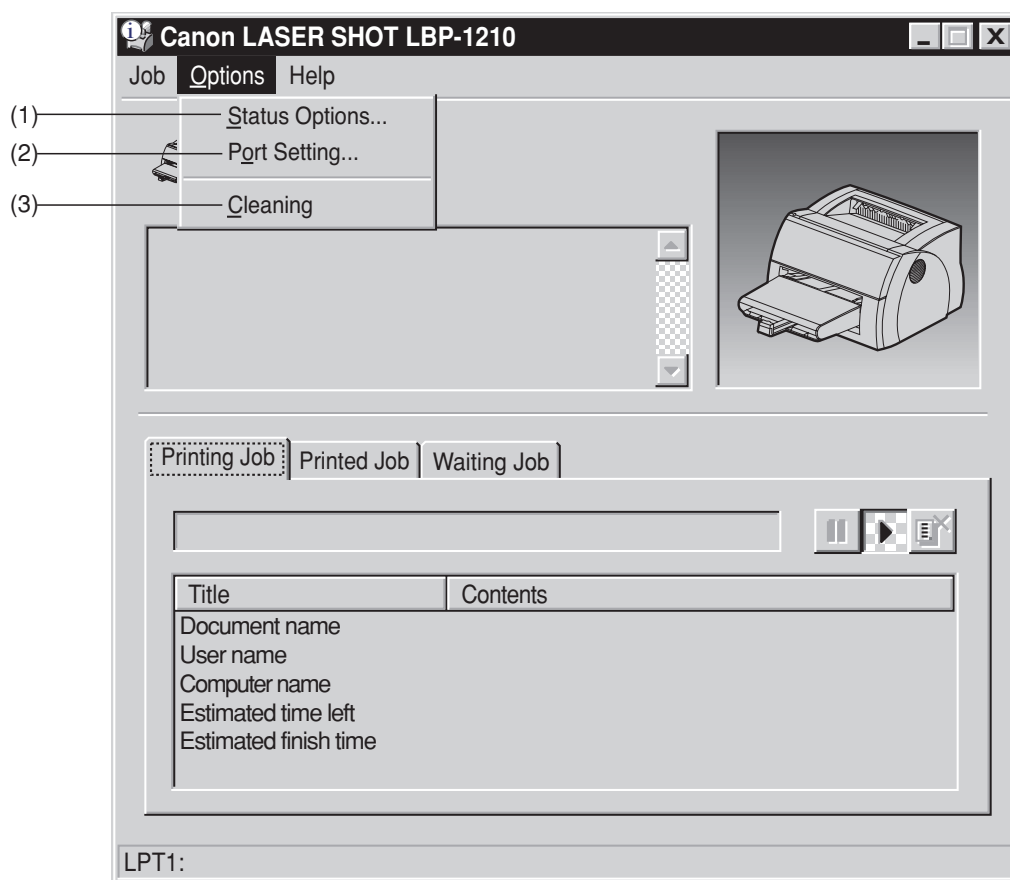 Canon LASER SHOT LBP-1210
Job Options Help
(1) Status Options...
(2) Port Setting...
(3) Cleaning
Printing Job Printed Job Waiting Job
Title Contents
Document name
User name
Computer name
Estimated time left
Estimated finish time
LPT1: